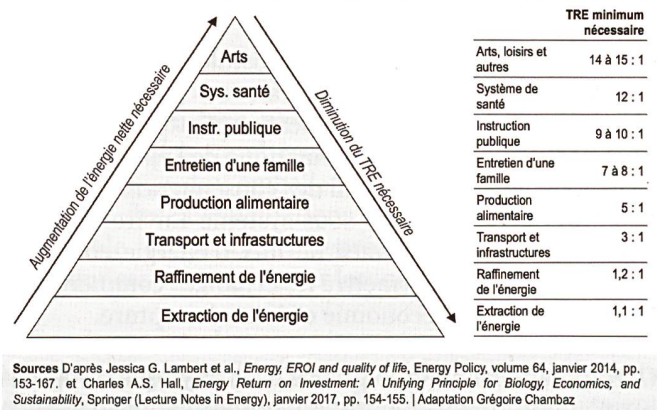 Arts
Sys. santé
Instr. publique
Entretien d'une famille
Production alimentaire
Transport et infrastructures
Raffinement de l'énergie
Extraction de l'énergie
Augmentation de l'énergie nette nécessaire
Diminution du TRE nécessaire
TRE minimum
nécessaire
Arts, loisirs et
autres
14 à 15 : 1
Système de
santé
12 : 1
Instruction
publique
9 à 10 : 1
Entretien d'une
famille
7 à 8 : 1
Production
alimentaire
5 : 1
Transport et
infrastructures
3 : 1
Raffinement
de l'énergie
1,2 : 1
Extraction de
l'énergie
1,1 : 1
Sources D'après Jessica G. Lambert et al., Energy, EROI and quality of life, Energy Policy, volume 64, janvier 2014, pp.
153-167. et Charles A.S. Hall, Energy Return on Investment: A Unifying Principle for Biology, Economics, and
Sustainability, Springer (Lecture Notes in Energy), janvier 2017, pp. 154-155. | Adaptation Grégoire Chambaz